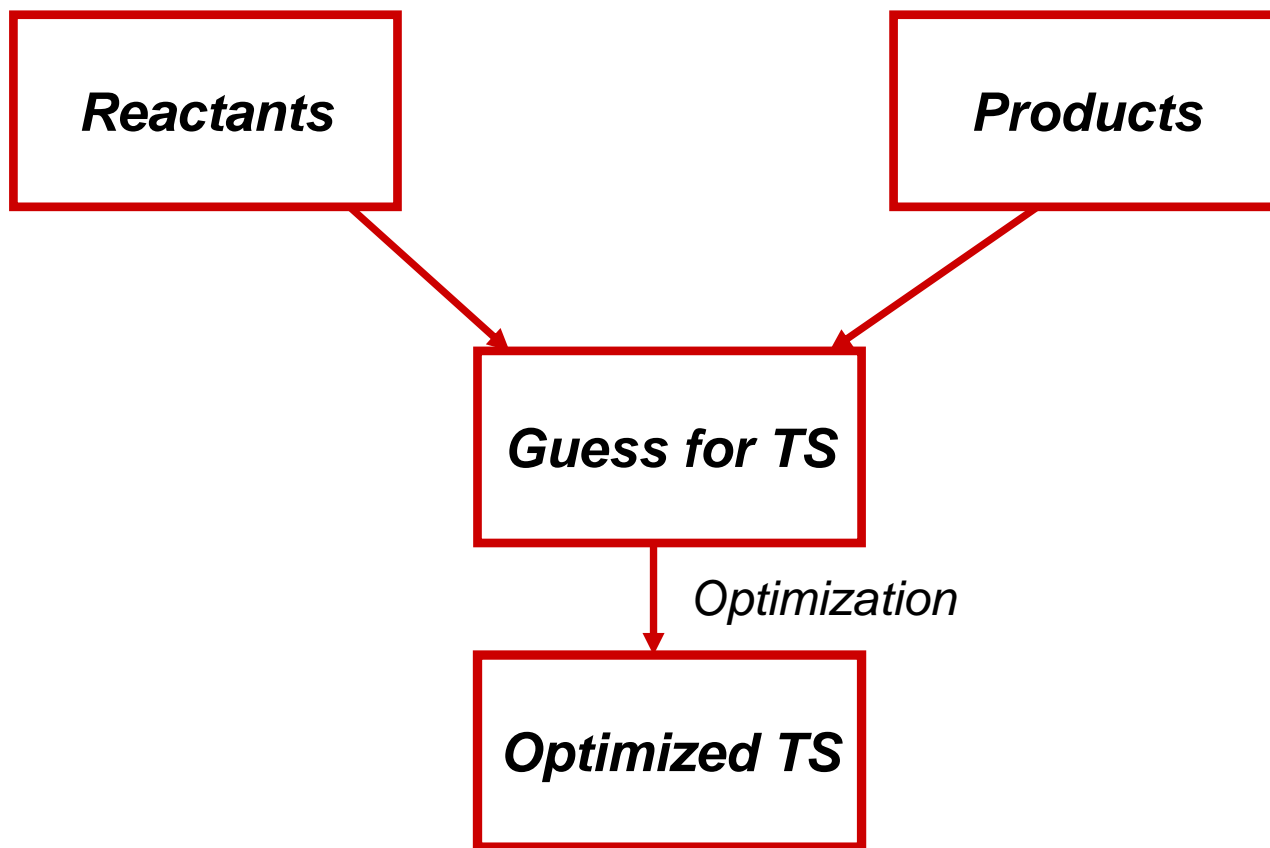 Reactants
Products
Guess for TS
Optimization
Optimized TS